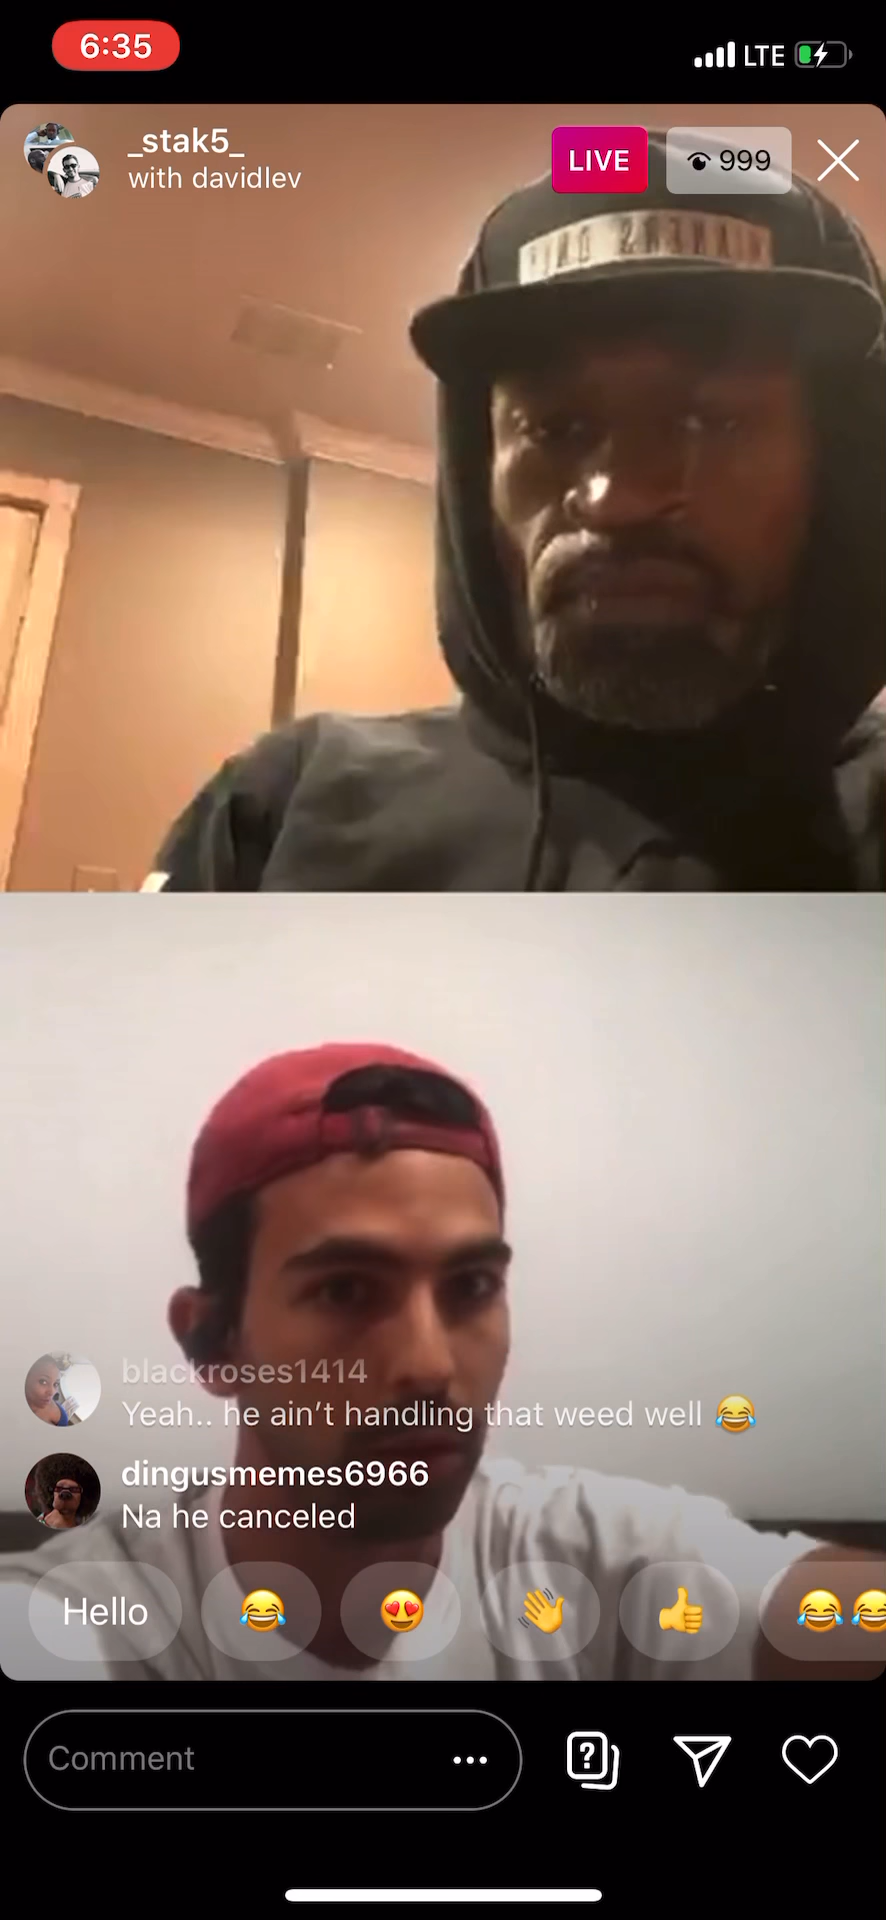 6:35
LTE
_stak5_
with davidlev
LIVE
999
blackroses1414
Yeah.. he ain't handling that weed well 😂
dingusmemes6966
Na he canceled
Hello 😂 😍 👋 👍 😂 😂
Comment
?